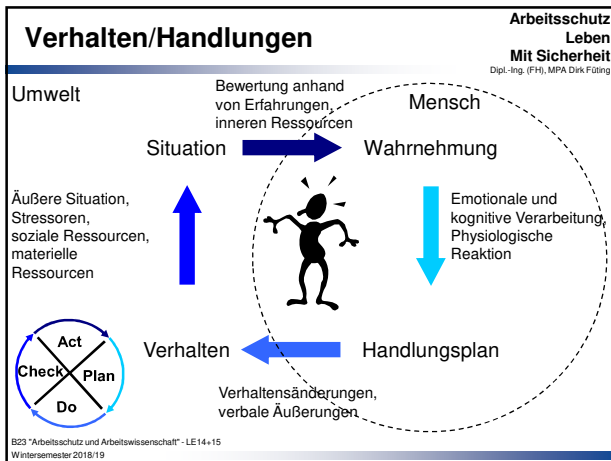 Verhalten/Handlungen
Arbeitsschutz
Leben
Mit Sicherheit
Dipl.-Ing. (FH), MPA Dirk Füting
Umwelt
Bewertung anhand
von Erfahrungen,
inneren Ressourcen
Mensch
Situation
Wahrnehmung
Äußere Situation,
Stressoren,
soziale Ressourcen,
materielle
Ressourcen
Emotionale und
kognitive Verarbeitung,
Physiologische
Reaktion
Act
Check
Plan
Do
Verhalten
Handlungsplan
Verhaltensänderungen,
verbale Äußerungen
B23 "Arbeitsschutz und Arbeitswissenschaft" - LE14+15
Wintersemester 2018/19